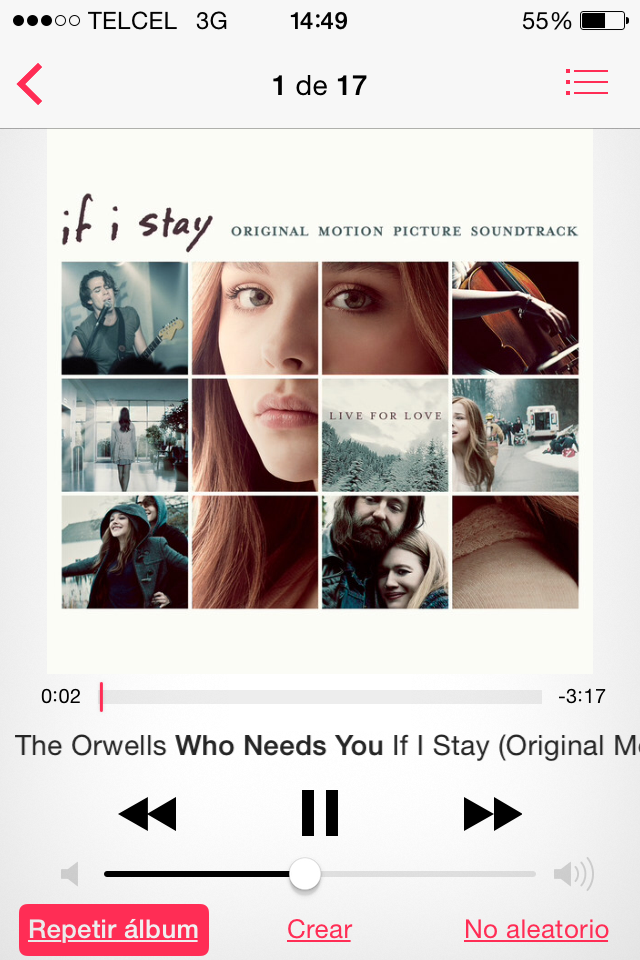 TELCEL 3G 14:49 55%
1 de 17
if i stay ORIGINAL MOTION PICTURE SOUNDTRACK
LIVE FOR LOVE
0:02 -3:17
The Orwells Who Needs You If I Stay (Original M
Repetir álbum Crear No aleatorio